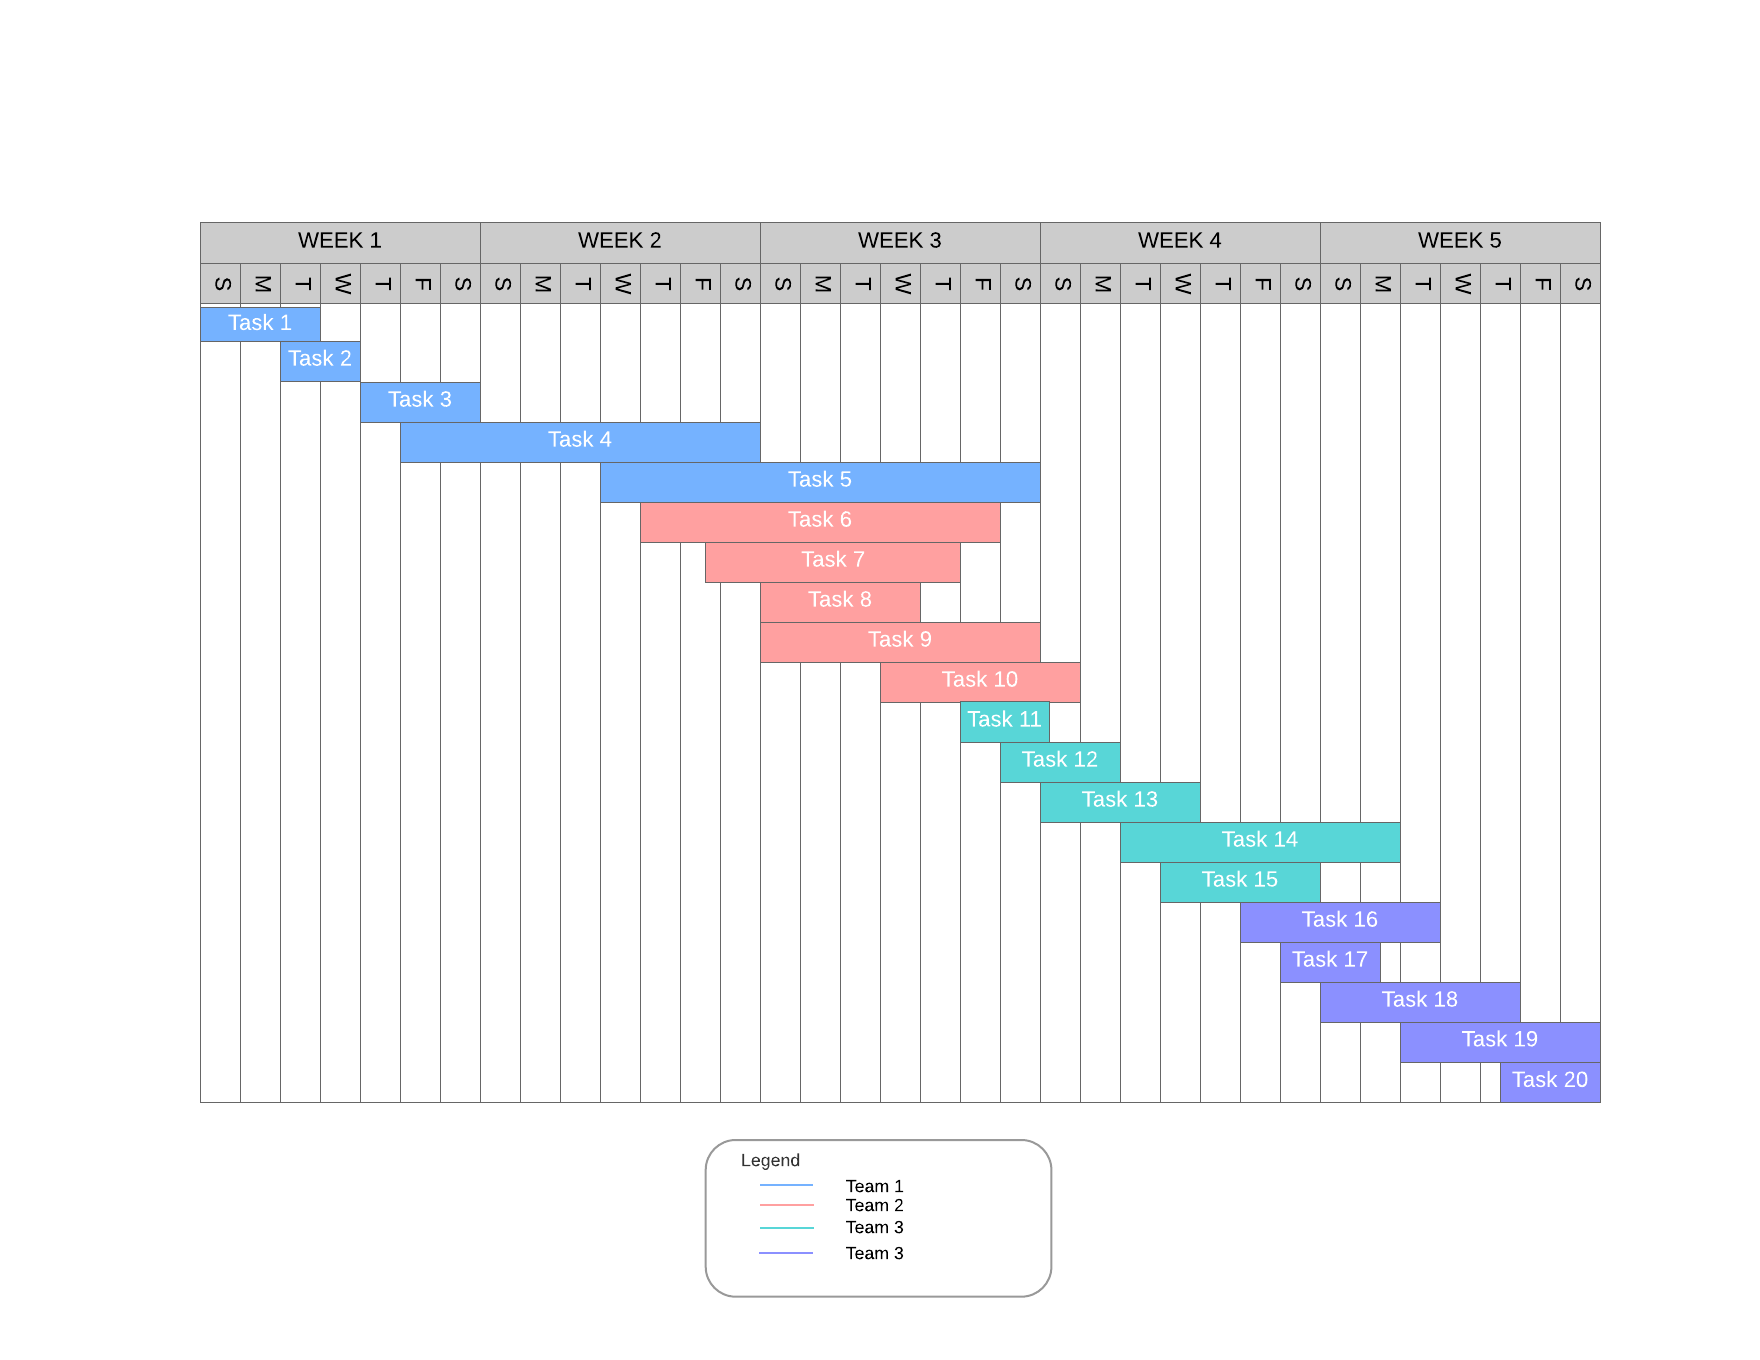 WEEK 1 WEEK 2 WEEK 3 WEEK 4 WEEK 5
S M T W T F S S M T W T F S S M T W T F S S M T W T F S S M T W T F S
Task 1
Task 2
Task 3
Task 4
Task 5
Task 6
Task 7
Task 8
Task 9
Task 10
Task 11
Task 12
Task 13
Task 14
Task 15
Task 16
Task 17
Task 18
Task 19
Task 20
Legend
Team 1
Team 2
Team 3
Team 3